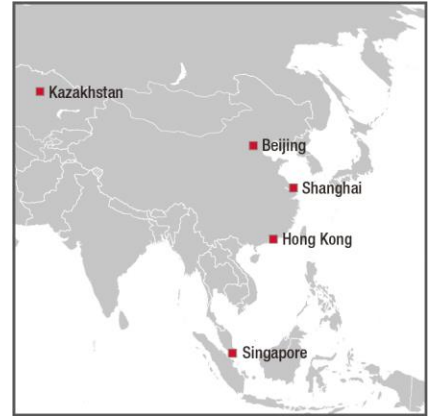 Kazakhstan
Beijing
Shanghai
Hong Kong
Singapore